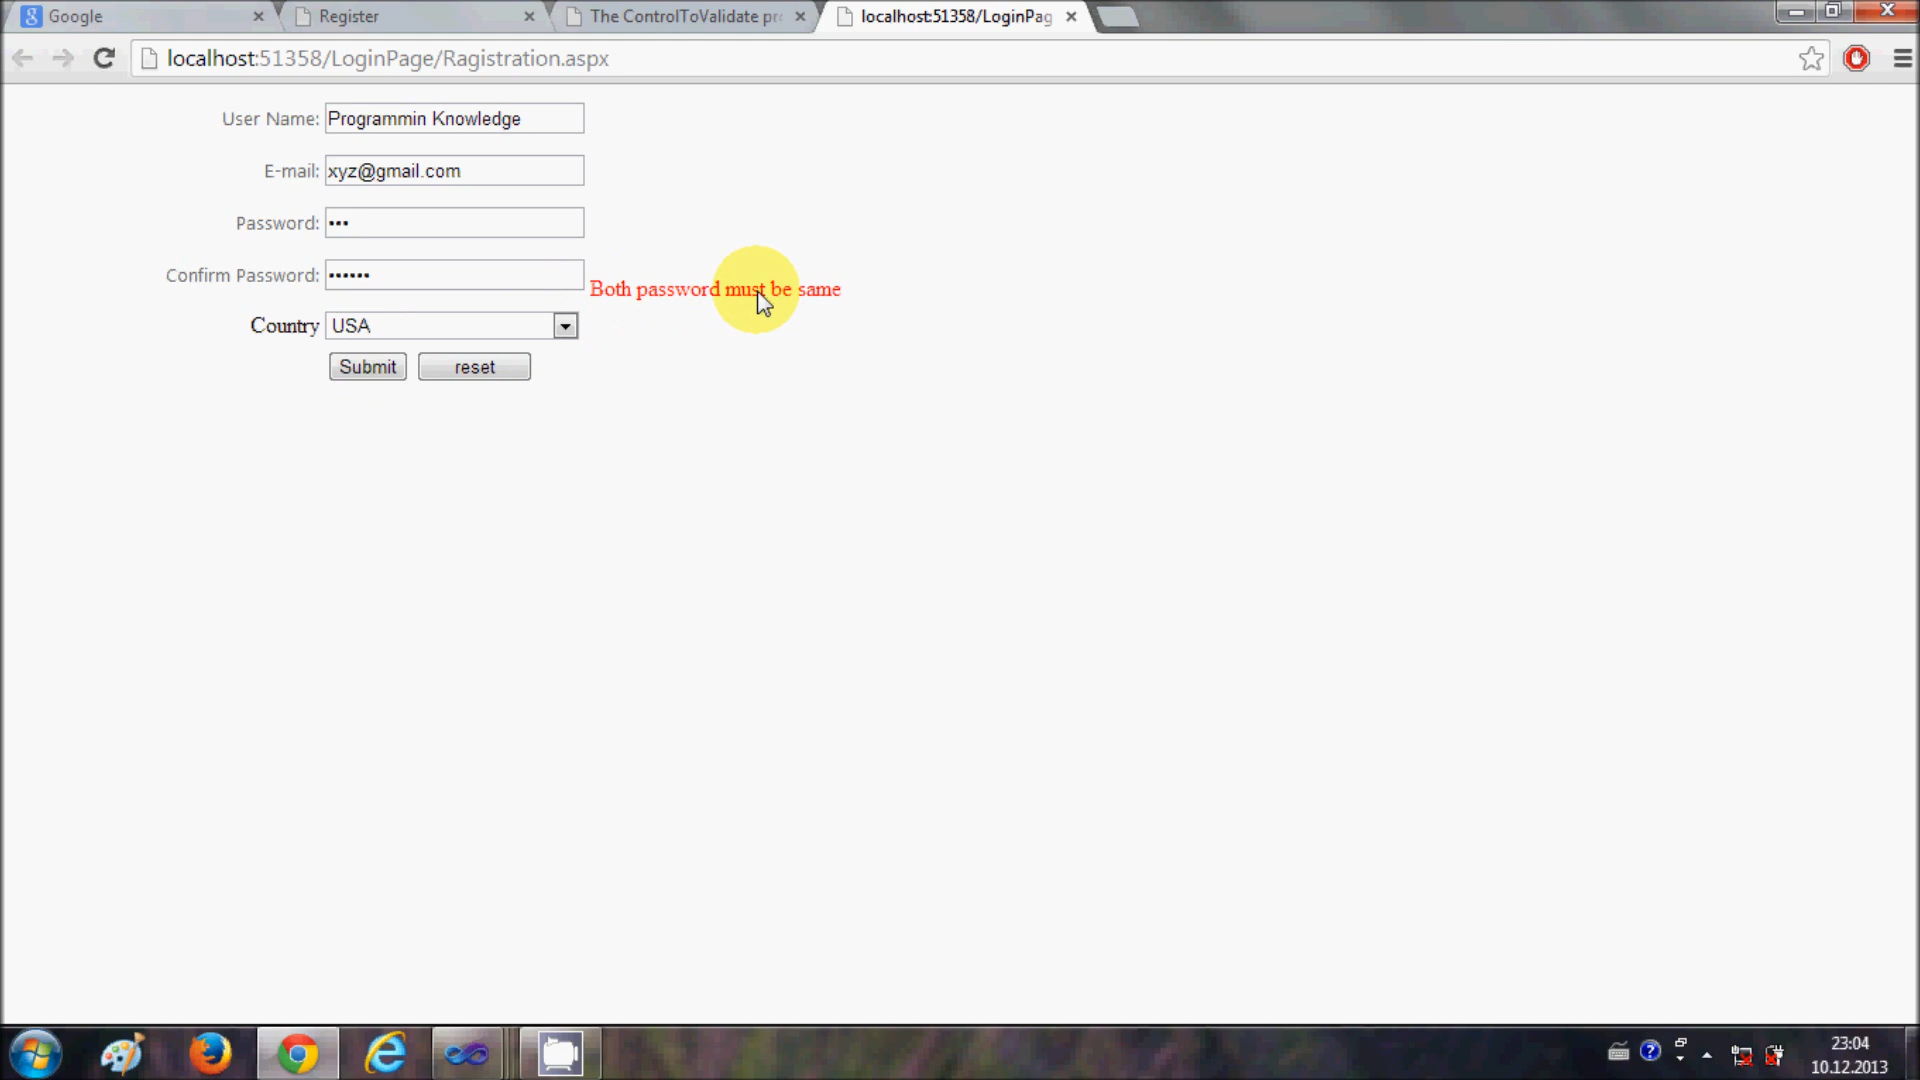 Google
Register
The ControlToValidate pr
localhost:51358/LoginPag
localhost:51358/LoginPage/Ragistration.aspx
User Name: Programmin Knowledge
E-mail: xyz@gmail.com
Password: •••
Confirm Password: ••••••
Both password must be same
Country USA
Submit reset
23:04
10.12.2013